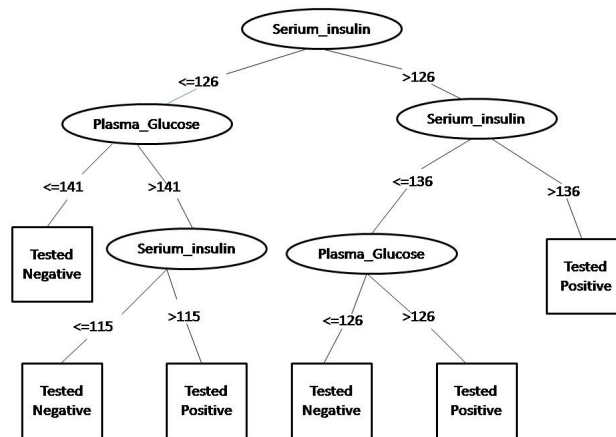 Serium_insulin
<=126
>126
Plasma_Glucose
Serium_insulin
<=141
>141
<=136
>136
Tested
Negative
Serium_insulin
Plasma_Glucose
Tested
Positive
<=115
>115
<=126
>126
Tested
Negative
Tested
Positive
Tested
Negative
Tested
Positive